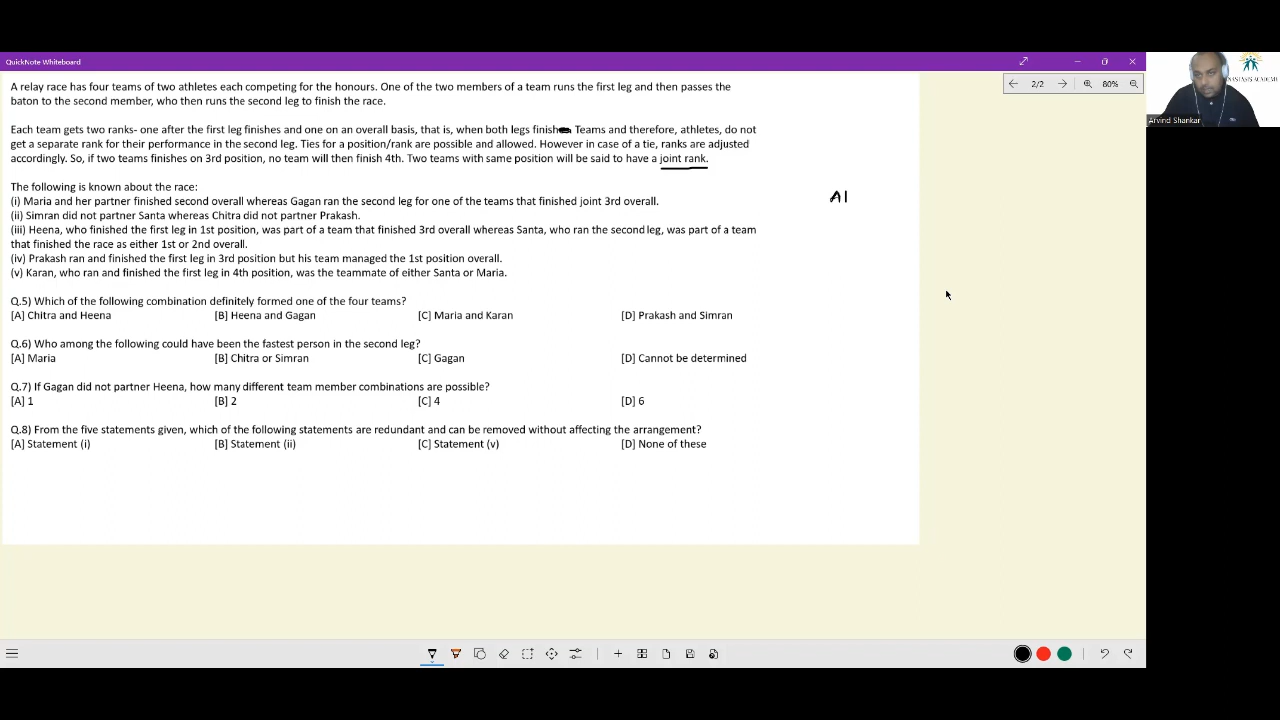 QuickNote Whiteboard
2/2
80%
A relay race has four teams of two athletes each competing for the honours. One of the two members of a team runs the first leg and then passes the
baton to the second member, who then runs the second leg to finish the race.
Each team gets two ranks- one after the first leg finishes and one on an overall basis, that is, when both legs finish Teams and therefore, athletes, do not
get a separate rank for their performance in the second leg. Ties for a position/rank are possible and allowed. However in case of a tie, ranks are adjusted
accordingly. So, if two teams finishes on 3rd position, no team will then finish 4th. Two teams with same position will be said to have a joint rank.
The following is known about the race:
(i) Maria and her partner finished second overall whereas Gagan ran the second leg for one of the teams that finished joint 3rd overall.
(ii) Simran did not partner Santa whereas Chitra did not partner Prakash.
(iii) Heena, who finished the first leg in 1st position, was part of a team that finished 3rd overall whereas Santa, who ran the second leg, was part of a team
that finished the race as either 1st or 2nd overall.
(iv) Prakash ran and finished the first leg in 3rd position but his team managed the 1st position overall.
(v) Karan, who ran and finished the first leg in 4th position, was the teammate of either Santa or Maria.
Q.5) Which of the following combination definitely formed one of the four teams?
[A] Chitra and Heena [B] Heena and Gagan [C] Maria and Karan [D] Prakash and Simran
Q.6) Who among the following could have been the fastest person in the second leg?
[A] Maria [B] Chitra or Simran [C] Gagan [D] Cannot be determined
Q.7) If Gagan did not partner Heena, how many different team member combinations are possible?
[A] 1 [B] 2 [C] 4 [D] 6
Q.8) From the five statements given, which of the following statements are redundant and can be removed without affecting the arrangement?
[A] Statement (i) [B] Statement (ii) [C] Statement (v) [D] None of these
A1
Arvind Shankar